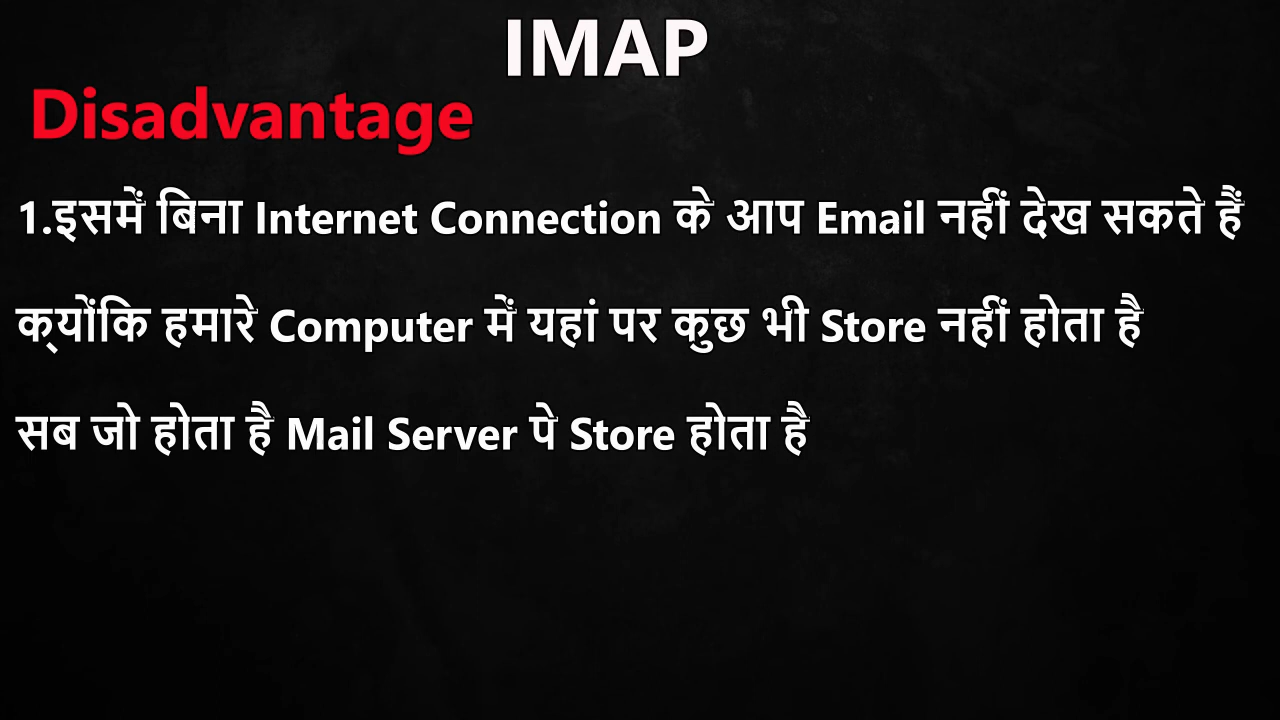 IMAP
Disadvantage
1.इसमें बिना Internet Connection के आप Email नहीं देख सकते हैं
क्योंकि हमारे Computer में यहां पर कुछ भी Store नहीं होता है
सब जो होता है Mail Server पे Store होता है